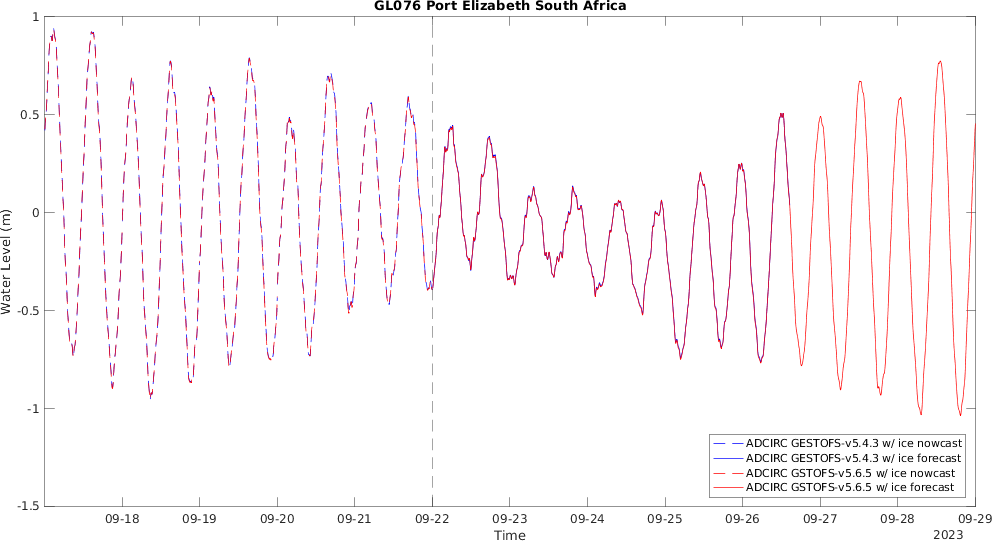 GL076 Port Elizabeth South Africa
1
0.5
0
-0.5
-1
-1.5
Water Level (m)
09-18 09-19 09-20 09-21 09-22 09-23 09-24 09-25 09-26 09-27 09-28 09-29
Time
2023
ADCIRC GESTOFS-v5.4.3 w/ ice nowcast
ADCIRC GESTOFS-v5.4.3 w/ ice forecast
ADCIRC GSTOFS-v5.6.5 w/ ice nowcast
ADCIRC GSTOFS-v5.6.5 w/ ice forecast